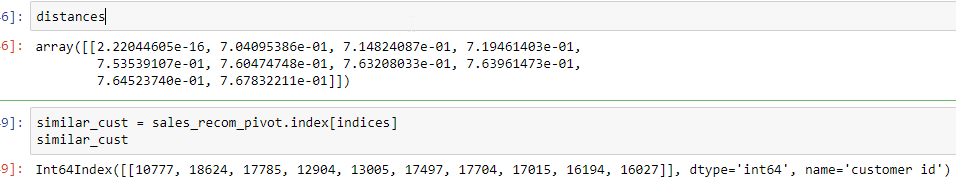 6]: distances
6]: array([[2.22044605e-16, 7.04095386e-01, 7.14824087e-01, 7.19461403e-01,
7.53539107e-01, 7.60474748e-01, 7.63208033e-01, 7.63961473e-01,
7.64523740e-01, 7.67832211e-01]])
9]: similar_cust = sales_recom_pivot.index[indices]
similar_cust
9]: Int64Index([[10777, 18624, 17785, 12904, 13005, 17497, 17704, 17015, 16194, 16027]], dtype='int64', name='customer id')